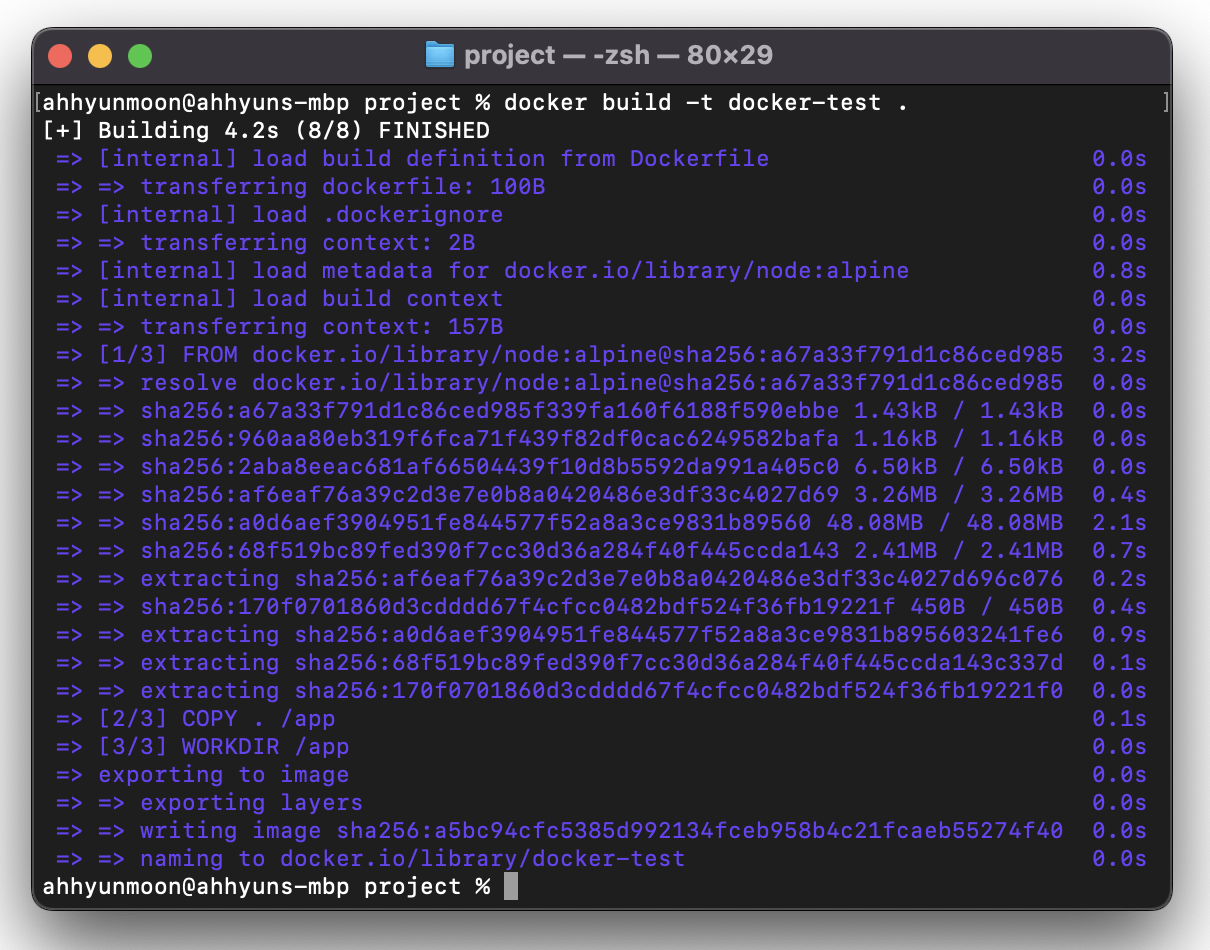 project — -zsh — 80×29
[ahhyunmoon@ahhyuns-mbp project % docker build -t docker-test . ]
[+] Building 4.2s (8/8) FINISHED
=> [internal] load build definition from Dockerfile 0.0s
=> => transferring dockerfile: 100B 0.0s
=> [internal] load .dockerignore 0.0s
=> => transferring context: 2B 0.0s
=> [internal] load metadata for docker.io/library/node:alpine 0.8s
=> [internal] load build context 0.0s
=> => transferring context: 157B 0.0s
=> [1/3] FROM docker.io/library/node:alpine@sha256:a67a33f791d1c86ced985 3.2s
=> => resolve docker.io/library/node:alpine@sha256:a67a33f791d1c86ced985 0.0s
=> => sha256:a67a33f791d1c86ced985f339fa160f6188f590ebbe 1.43kB / 1.43kB 0.0s
=> => sha256:960aa80eb319f6fca71f439f82df0cac6249582bafa 1.16kB / 1.16kB 0.0s
=> => sha256:2aba8eeac681af66504439f10d8b5592da991a405c0 6.50kB / 6.50kB 0.0s
=> => sha256:af6eaf76a39c2d3e7e0b8a0420486e3df33c4027d69 3.26MB / 3.26MB 0.4s
=> => sha256:a0d6aef3904951fe844577f52a8a3ce9831b89560 48.08MB / 48.08MB 2.1s
=> => sha256:68f519bc89fed390f7cc30d36a284f40f445ccda143 2.41MB / 2.41MB 0.7s
=> => extracting sha256:af6eaf76a39c2d3e7e0b8a0420486e3df33c4027d696c076 0.2s
=> => sha256:170f0701860d3cdddd67f4cfcc0482bdf524f36fb19221f 450B / 450B 0.4s
=> => extracting sha256:a0d6aef3904951fe844577f52a8a3ce9831b895603241fe6 0.9s
=> => extracting sha256:68f519bc89fed390f7cc30d36a284f40f445ccda143c337d 0.1s
=> => extracting sha256:170f0701860d3cdddd67f4cfcc0482bdf524f36fb19221f0 0.0s
=> [2/3] COPY . /app 0.1s
=> [3/3] WORKDIR /app 0.0s
=> exporting to image 0.0s
=> => exporting layers 0.0s
=> => writing image sha256:a5bc94cfc5385d992134fceb958b4c21fcaeb55274f40 0.0s
=> => naming to docker.io/library/docker-test 0.0s
ahhyunmoon@ahhyuns-mbp project %